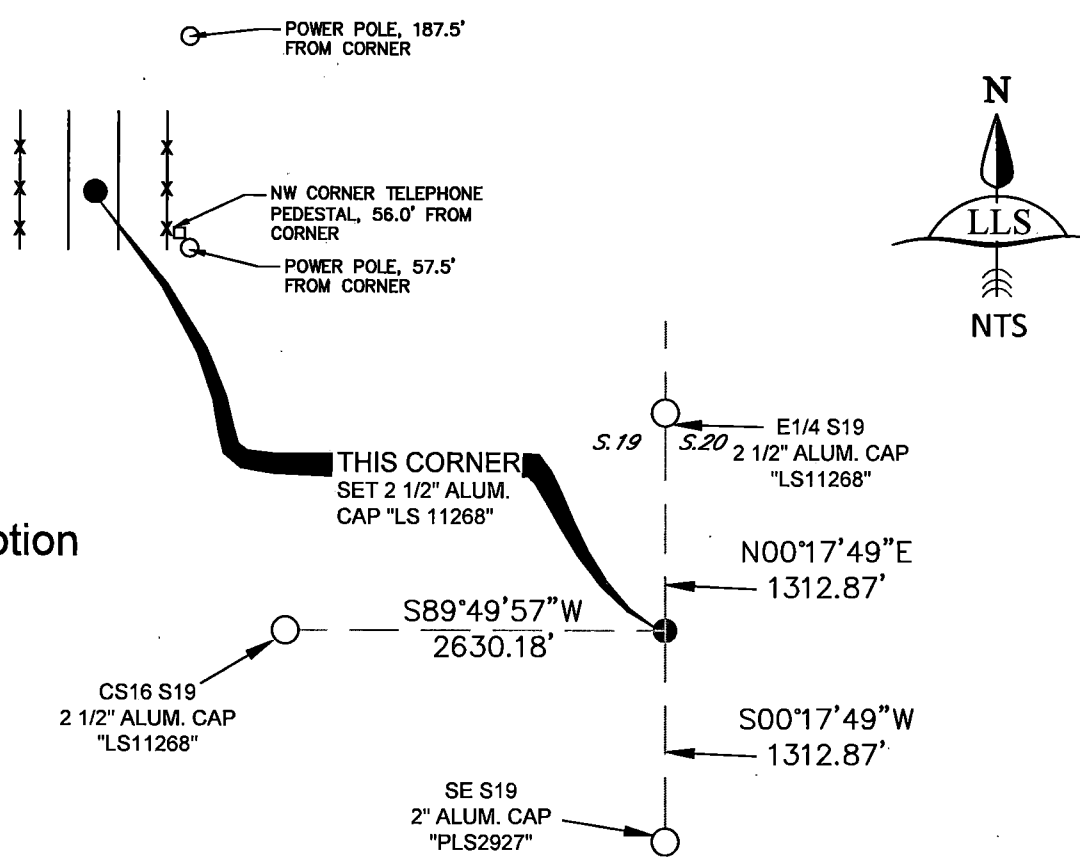 POWER POLE, 187.5'
FROM CORNER
N
NW CORNER TELEPHONE
PEDESTAL, 56.0' FROM
CORNER
LLS
POWER POLE, 57.5'
FROM CORNER
NTS
E1/4 S19
S.19 S.20 2 1/2" ALUM. CAP
"LS11268"
THIS CORNER
SET 2 1/2" ALUM.
CAP "LS 11268"
ption
N00°17'49"E
1312.87'
S89°49'57"W
2630.18'
CS16 S19
2 1/2" ALUM. CAP
"LS11268"
S00°17'49"W
1312.87'
SE S19
2" ALUM. CAP
"PLS2927"